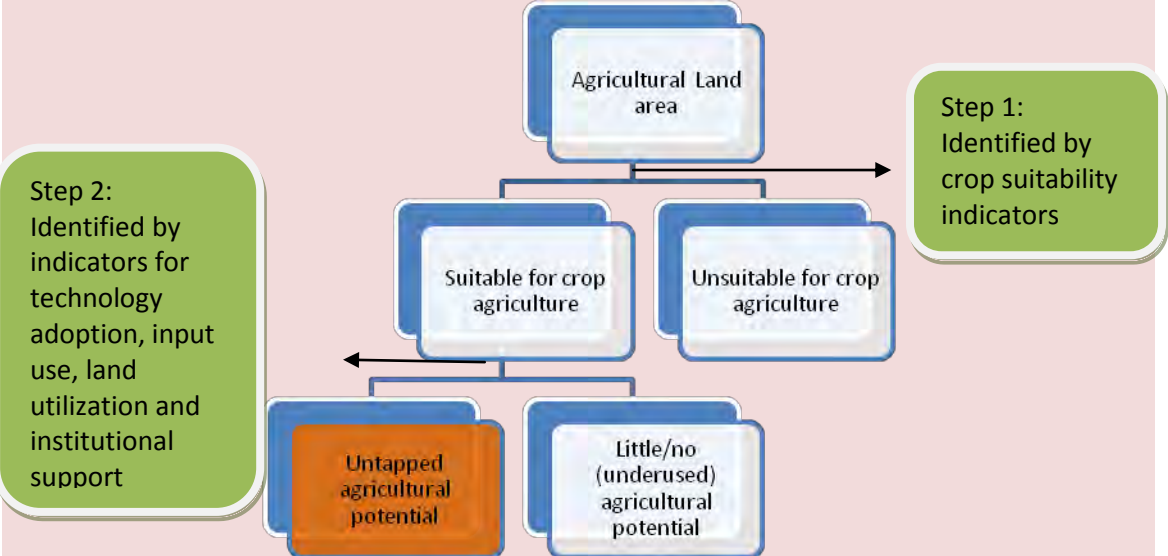 Agricultural Land
area
Step 1:
Identified by
crop suitability
indicators
Step 2:
Identified by
indicators for
technology
adoption, input
use, land
utilization and
institutional
support
Suitable for crop
agriculture
Unsuitable for crop
agriculture
Untapped
agricultural
potential
Little/no
(underused)
agricultural
potential